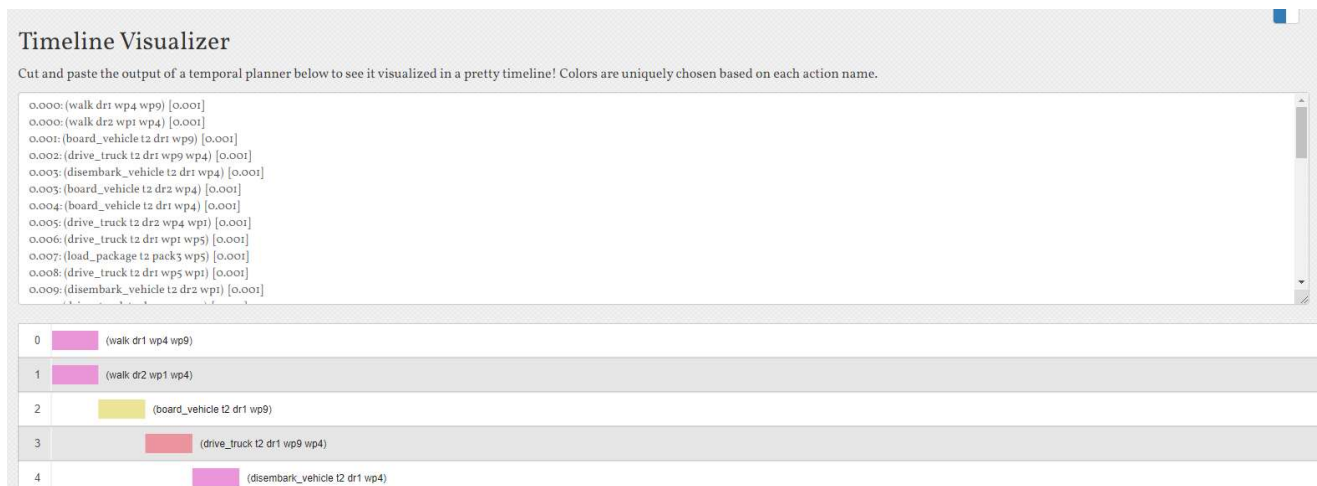 Timeline Visualizer
Cut and paste the output of a temporal planner below to see it visualized in a pretty timeline! Colors are uniquely chosen based on each action name.
0.000: (walk dr1 wp4 wp9) [0.001]
0.000: (walk dr2 wp1 wp4) [0.001]
0.001: (board_vehicle t2 dr1 wp9) [0.001]
0.002: (drive_truck t2 dr1 wp9 wp4) [0.001]
0.003: (disembark_vehicle t2 dr1 wp4) [0.001]
0.003: (board_vehicle t2 dr2 wp4) [0.001]
0.004: (board_vehicle t2 dr1 wp4) [0.001]
0.005: (drive_truck t2 dr2 wp4 wp1) [0.001]
0.006: (drive_truck t2 dr1 wp1 wp5) [0.001]
0.007: (load_package t2 pack3 wp5) [0.001]
0.008: (drive_truck t2 dr1 wp5 wp1) [0.001]
0.009: (disembark_vehicle t2 dr2 wp1) [0.001]
0 (walk dr1 wp4 wp9)
1 (walk dr2 wp1 wp4)
2 (board_vehicle t2 dr1 wp9)
3 (drive_truck t2 dr1 wp9 wp4)
4 (disembark_vehicle t2 dr1 wp4)